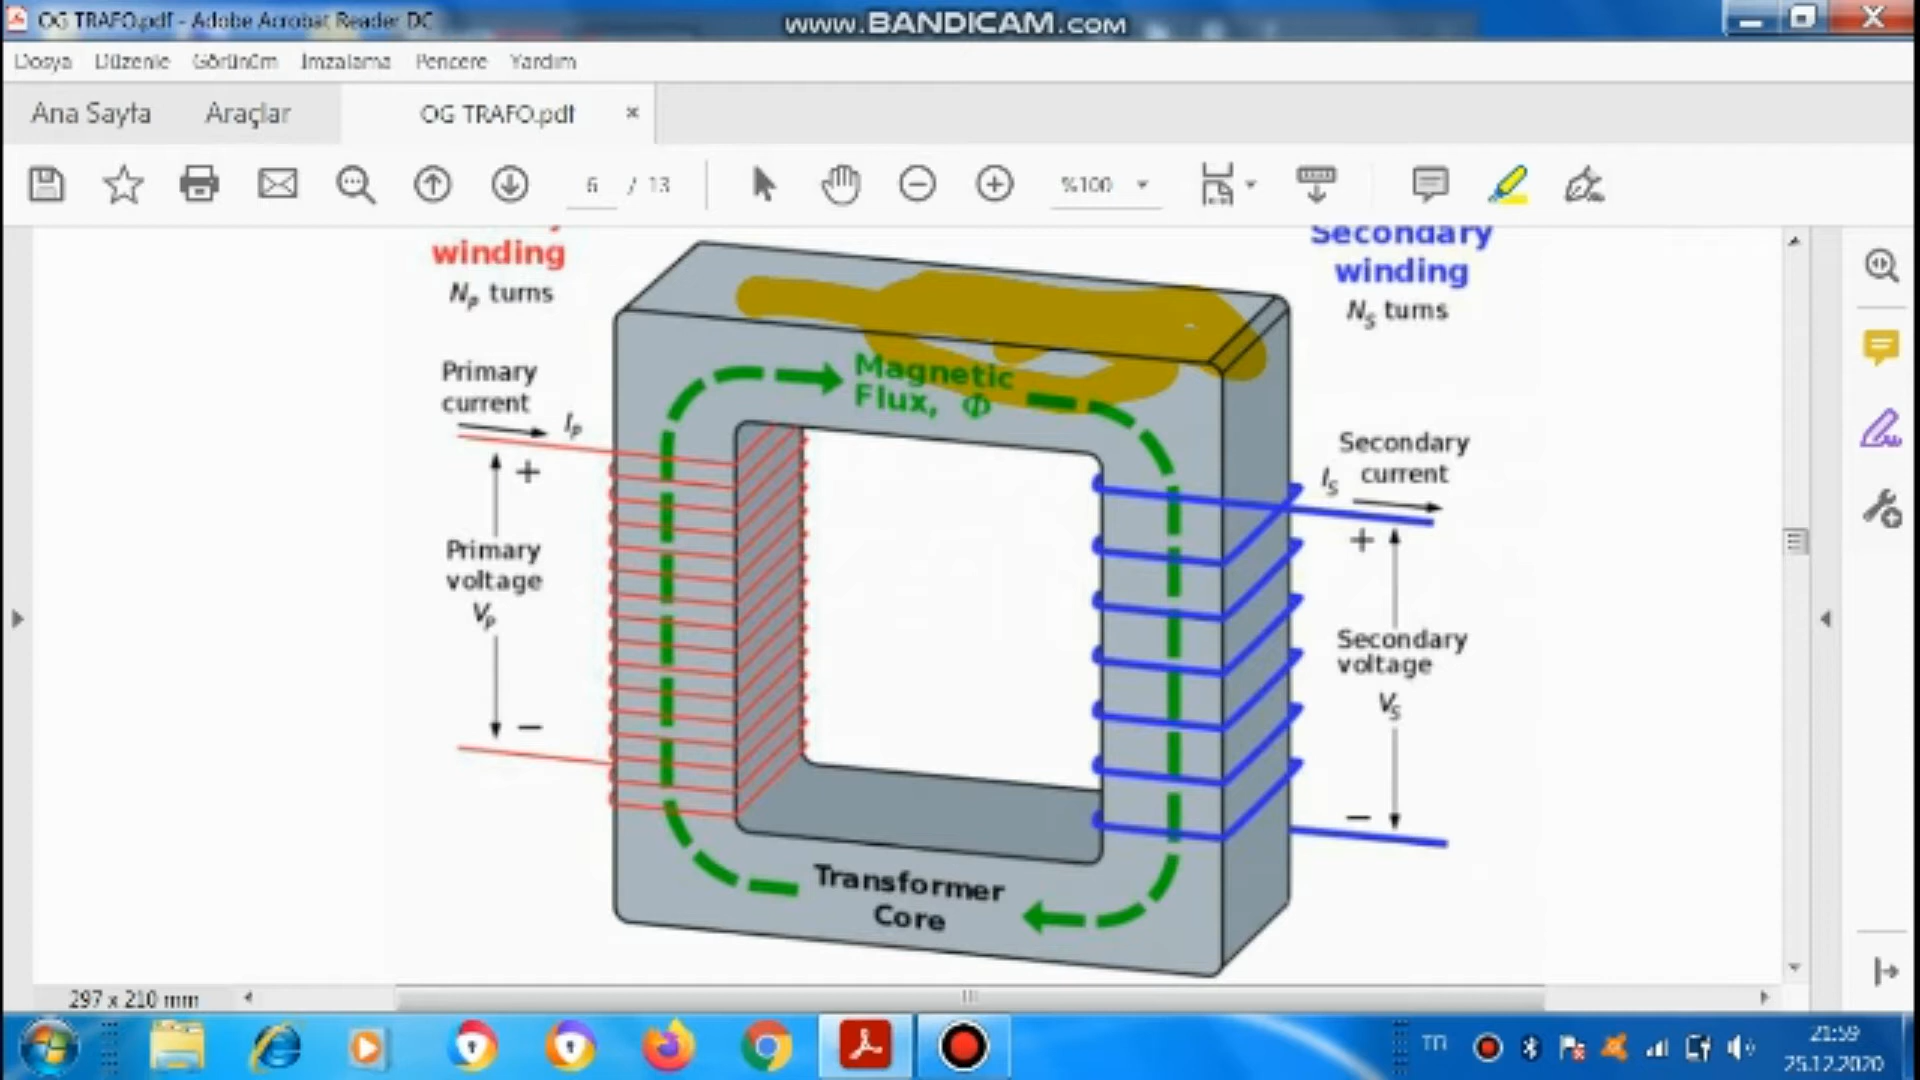 OG TRAFO.pdf - Adobe Acrobat Reader DC
www.BANDICAM.com
Dosya Düzenle Görünüm İmzalama Pencere Yardım
Ana Sayfa Araçlar OG TRAFO.pdf ×
6 / 13 %100
winding
Np turns
Secondary
winding
NS turns
Primary
current
IP
+
Primary
voltage
VP
−
Magnetic
Flux, Φ
Transformer
Core
Secondary
current
IS
+
Secondary
voltage
VS
−
297 x 210 mm
TR
21:59
25.12.2020